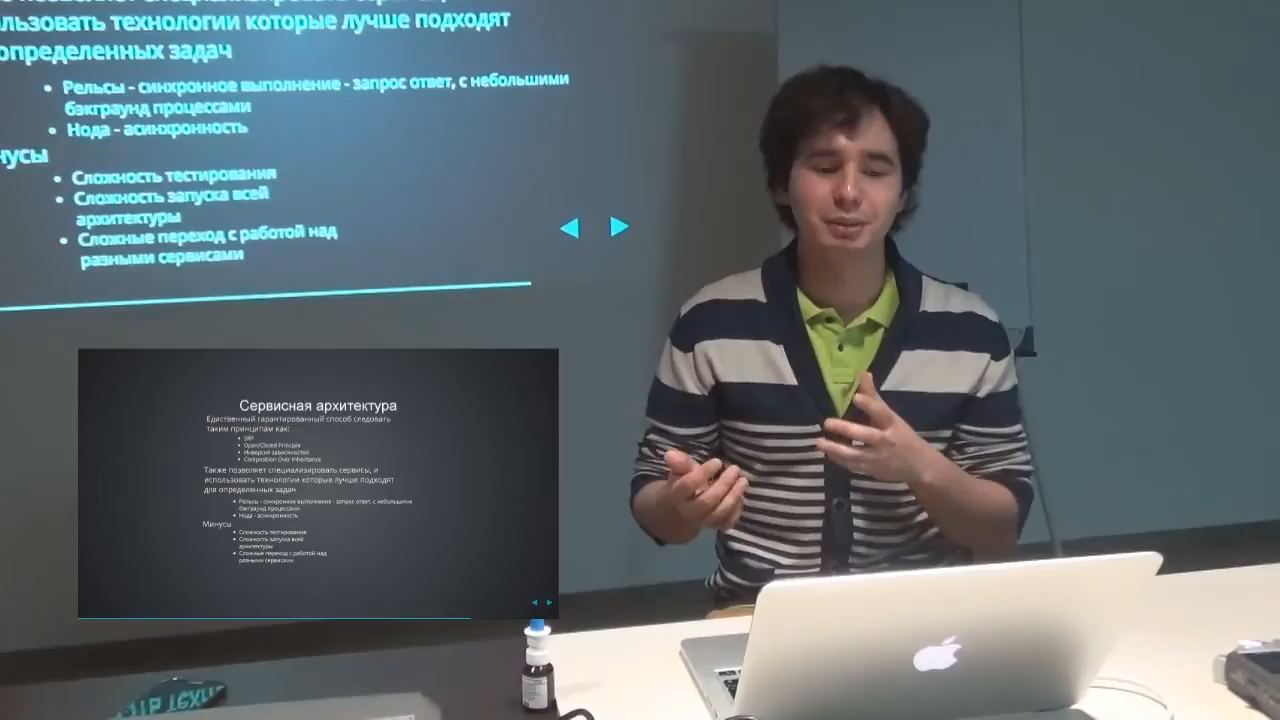 ользовать технологии которые лучше подходят
определенных задач
Рельсы - синхронное выполнение - запрос ответ, с небольшими
бэкграунд процессами
Нода - асинхронность
нусы
Сложность тестирования
Сложность запуска всей
архитектуры
Сложные переход с работой над
разными сервисами
Сервисная архитектура
Едиственный гарантированный способ следовать
таким принципам как:
SRP
Open/Closed Principle
Инверсия зависимостей
Composition Over Inheritance
Также позволяет специализировать сервисы, и
использовать технологии которые лучше подходят
для определенных задач
Рельсы - синхронное выполнение - запрос ответ, с небольшими
бэкграунд процессами
Нода - асинхронность
Минусы
Сложность тестирования
Сложность запуска всей
архитектуры
Сложные переход с работой над
разными сервисами